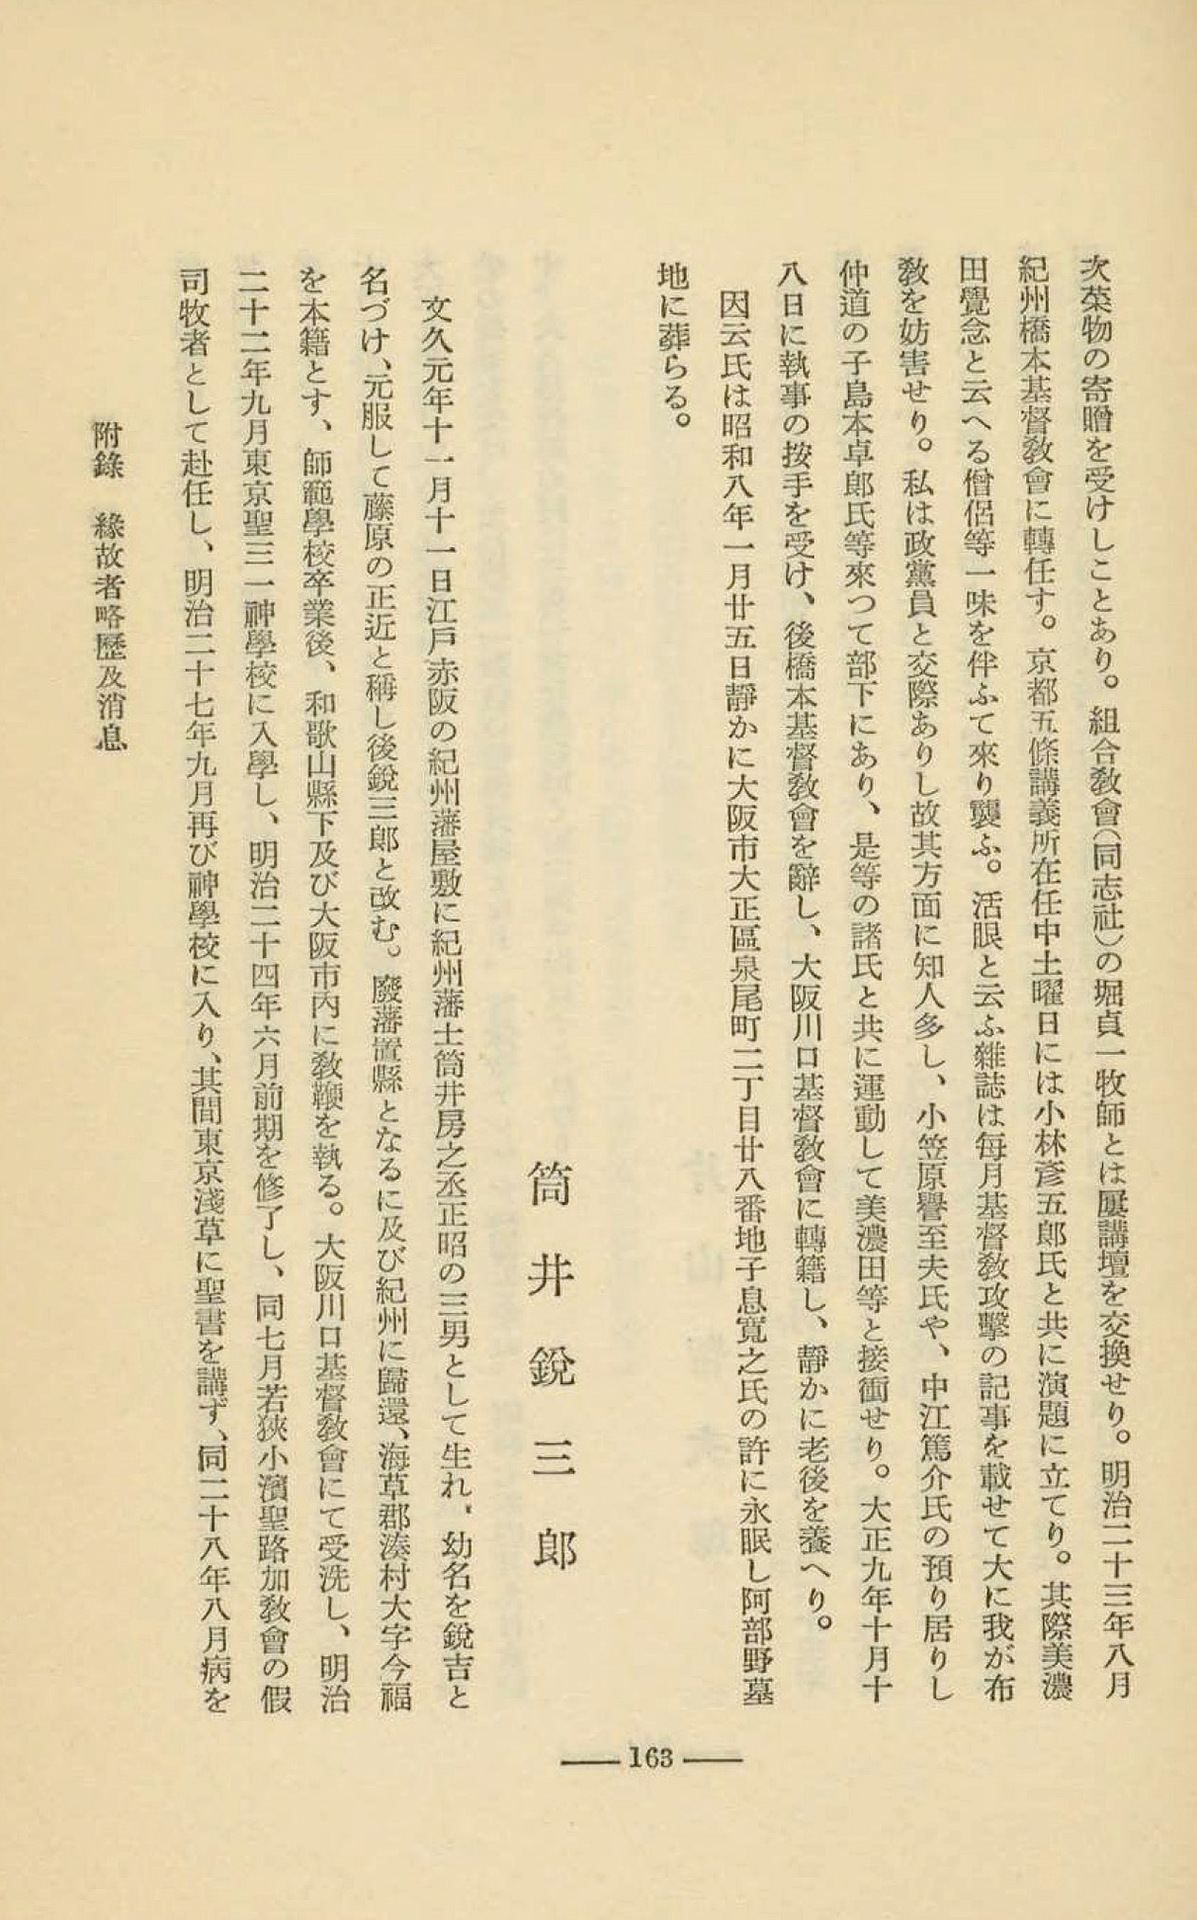 次榮物の寄贈を受けしことあり。組合敎會（同志社）の堀貞一牧師とは屢講壇を交換せり。明治二十三年八月
紀州橋本基督敎會に轉任す。京都五條講義所在任中土曜日には小林彥五郎氏と共に演題に立てり。其際美濃
田覺念と云へる僧侶等一味を伴ふて來り襲ふ。活眼と云ふ雜誌は每月基督敎攻擊の記事を載せて大に我が布
敎を妨害せり。私は政黨員と交際ありし故其方面に知人多し、小笠原譽至夫氏や、中江篤介氏の預り居りし
仲道の子島本卓郎氏等來つて部下にあり、是等の諸氏と共に運動して美濃田等と接衝せり。大正九年十月十
八日に執事の按手を受け、後橋本基督敎會を辭し、大阪川口基督敎會に轉籍し、靜かに老後を養へり。
因云氏は昭和八年一月廿五日靜かに大阪市大正區泉尾町二丁目廿八番地子息寬之氏の許に永眠し阿部野墓
地に葬らる。
筒井銳三郎
文久元年十一月十一日江戶赤阪の紀州藩屋敷に紀州藩士筒井房之丞正昭の三男として生れ、幼名を銳吉と
名づけ、元服して藤原の正近と稱し後銳三郎と改む。廢藩置縣となるに及び紀州に歸還、海草郡湊村大字今福
を本籍とす、師範學校卒業後、和歌山縣下及び大阪市內に敎鞭を執る。大阪川口基督敎會にて受洗し、明治
二十二年九月東京聖三一神學校に入學し、明治二十四年六月前期を修了し、同七月若狹小濱聖路加敎會の假
司牧者として赴任し、明治二十七年九月再び神學校に入り、其間東京淺草に聖書を講ず、同二十八年八月病を
附錄　緣故者略歷及消息
163